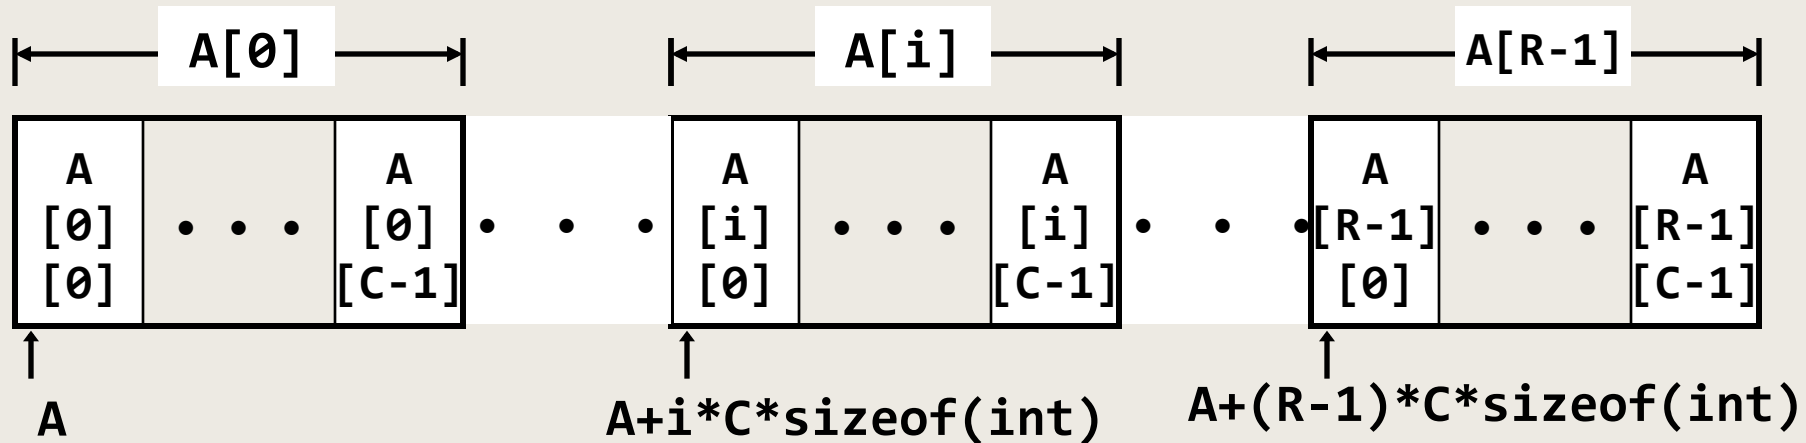 A[0]
A[i]
A[R-1]
A
[0]
[0]
• • •
A
[0]
[C-1]
• • •
A
[i]
[0]
• • •
A
[i]
[C-1]
• • •
A
[R-1]
[0]
• • •
A
[R-1]
[C-1]
A
A+i*C*sizeof(int)
A+(R-1)*C*sizeof(int)